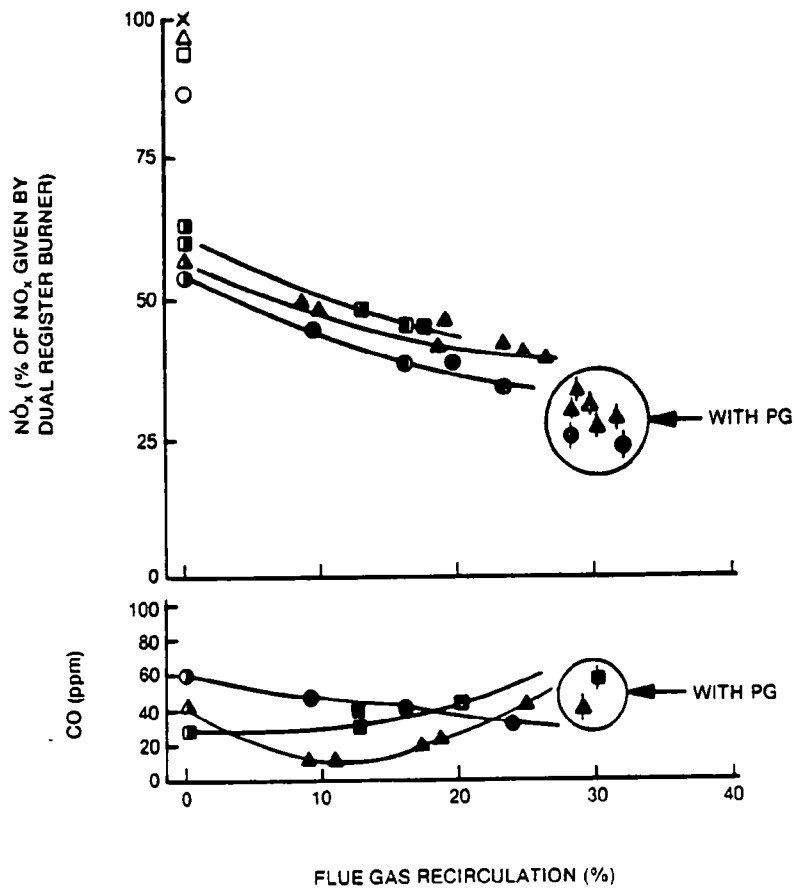 100
75
50
25
0
NOx (% OF NOx GIVEN BY
DUAL REGISTER BURNER)
WITH PG
100
80
60
40
20
0
CO (ppm)
WITH PG
0 10 20 30 40
FLUE GAS RECIRCULATION (%)